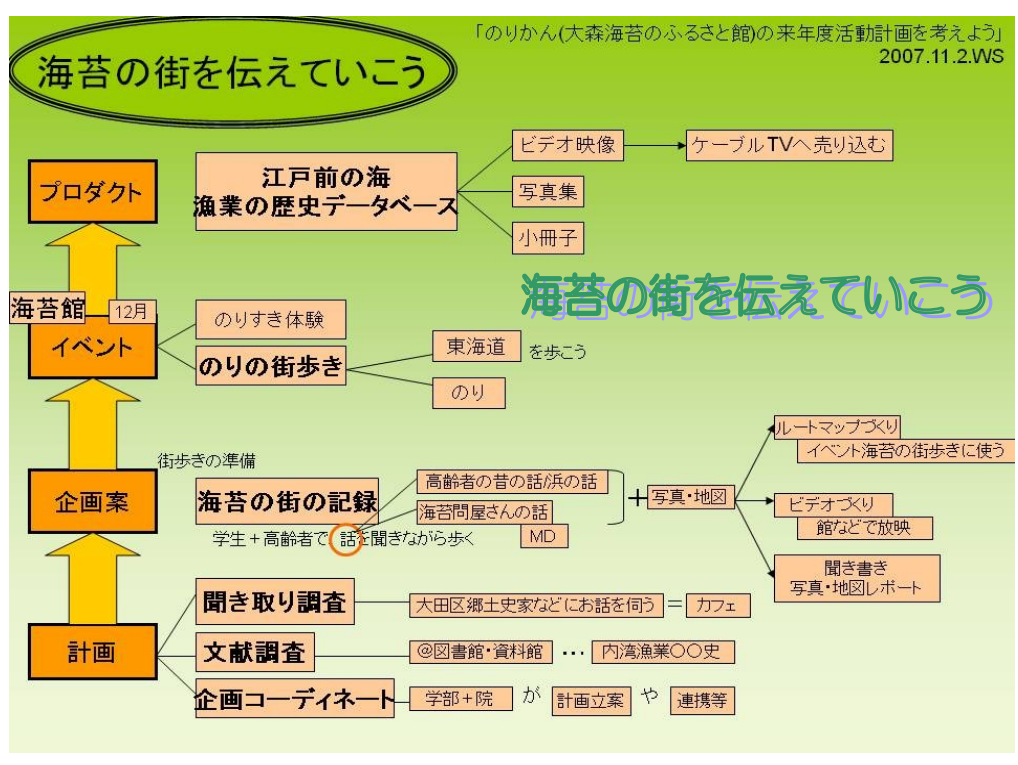 「のりかん(大森海苔のふるさと館)の来年度活動計画を考えよう」
2007.11.2.WS
海苔の街を伝えていこう
プロダクト
江戸前の海
漁業の歴史データベース
ビデオ映像
ケーブルTVへ売り込む
写真集
小冊子
海苔の街を伝えていこう
海苔館
12月
イベント
のりすき体験
のりの街歩き
東海道 を歩こう
のり
街歩きの準備
企画案
海苔の街の記録
学生+高齢者で 話を聞きながら歩く
高齢者の昔の話/浜の話
海苔問屋さんの話
MD
+写真・地図
ルートマップづくり
イベント海苔の街歩きに使う
ビデオづくり
館などで放映
聞き書き
写真・地図レポート
計画
聞き取り調査
大田区郷土史家などにお話を伺う = カフェ
文献調査
@図書館・資料館 ・・・ 内湾漁業〇〇史
企画コーディネート
学部+院 が 計画立案 や 連携等